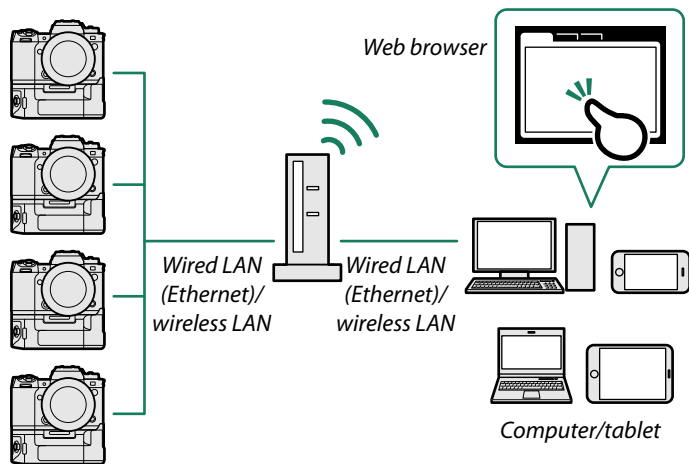 Web browser
Wired LAN
(Ethernet)/
wireless LAN
Wired LAN
(Ethernet)/
wireless LAN
Computer/tablet